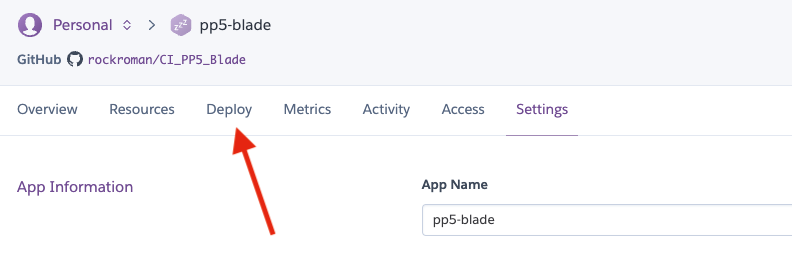 Personal pp5-blade
GitHub rockroman/CI_PP5_Blade
Overview Resources Deploy Metrics Activity Access Settings
App Information
App Name
pp5-blade